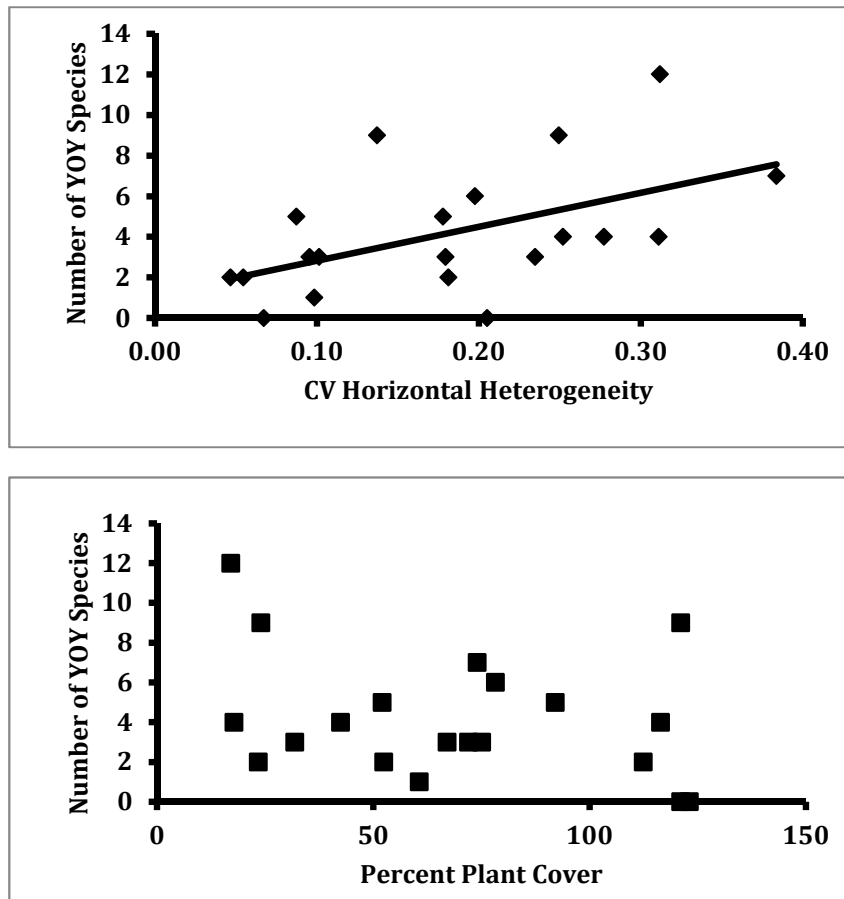 14
12
10
8
6
4
2
0
Number of YOY Species
0.00 0.10 0.20 0.30 0.40
CV Horizontal Heterogeneity
14
12
10
8
6
4
2
0
Number of YOY Species
0 50 100 150
Percent Plant Cover